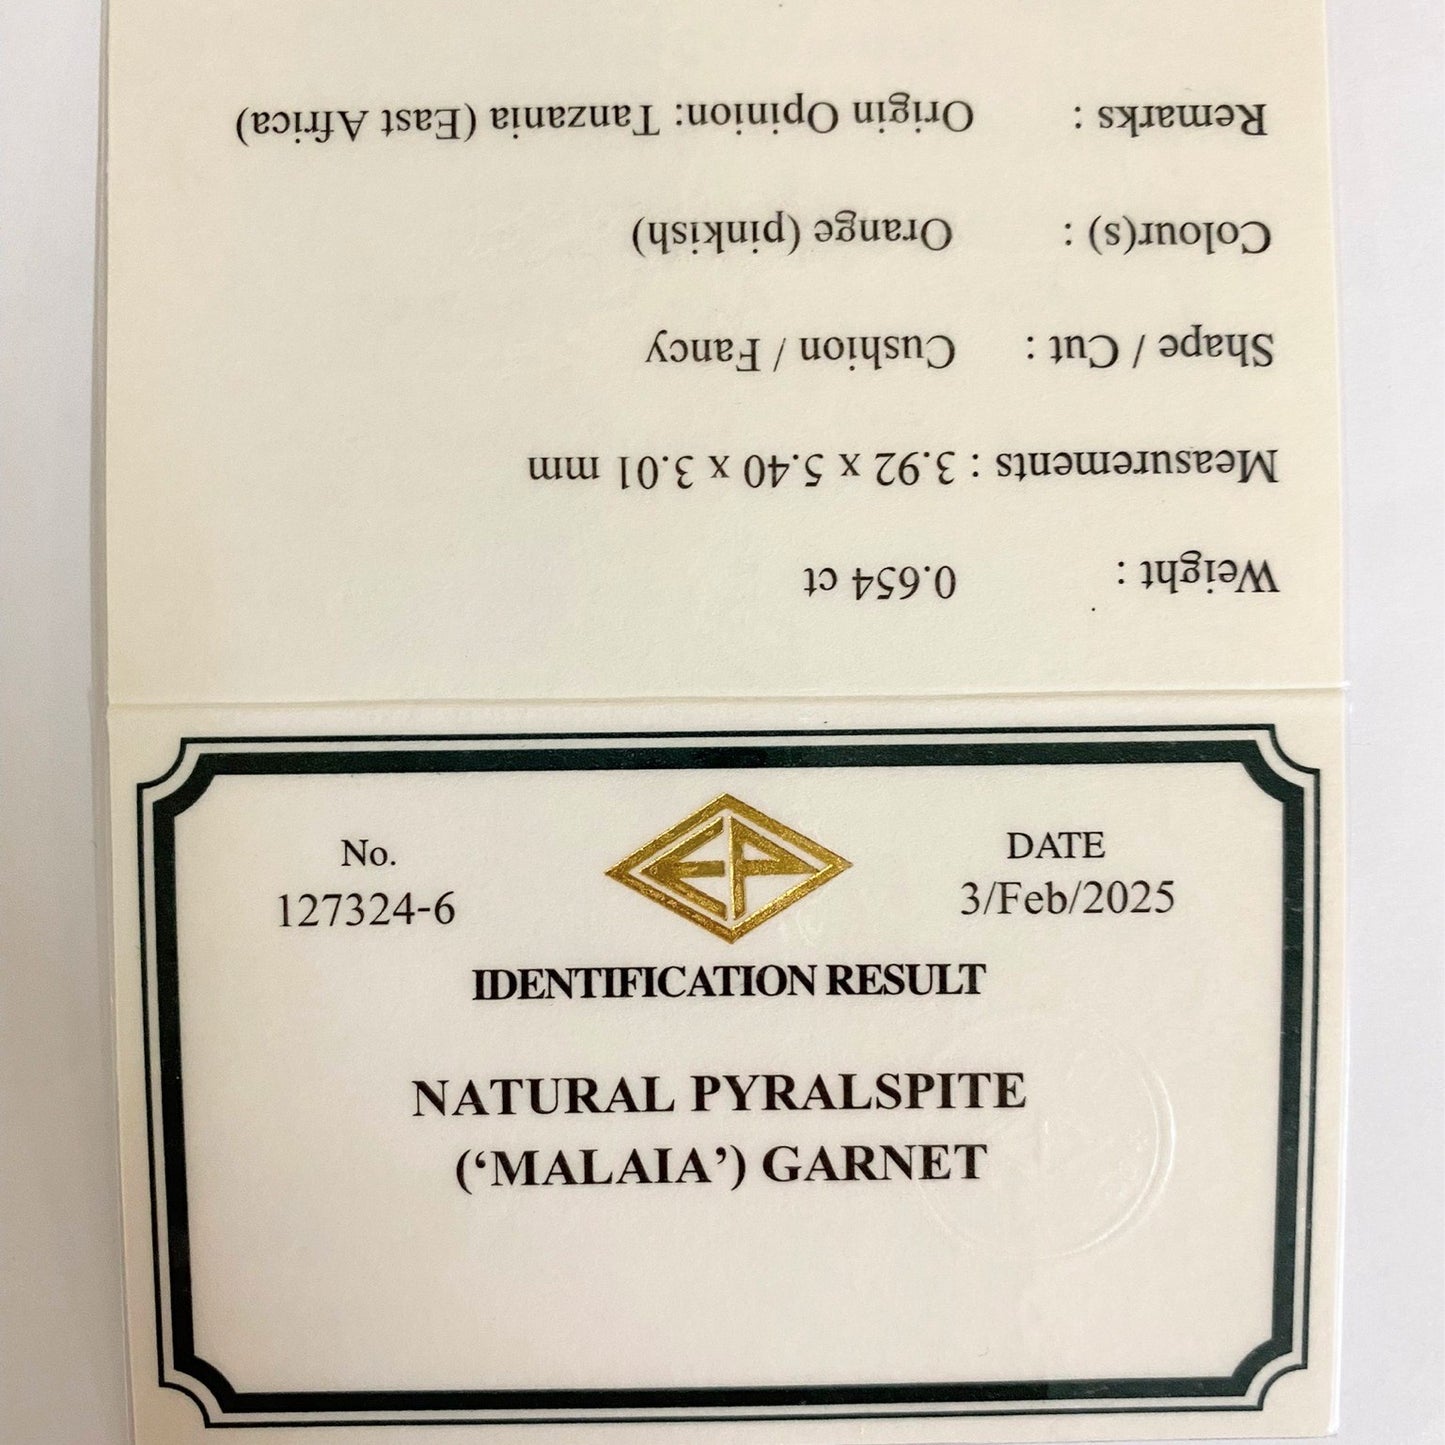 No.
127324-6
EP
DATE
3/Feb/2025
IDENTIFICATION RESULT
NATURAL PYRALSPITE
(‘MALAIA’) GARNET
Weight : 0.654 ct
Measurements : 3.92 x 5.40 x 3.01 mm
Shape / Cut : Cushion / Fancy
Colour(s) : Orange (pinkish)
Remarks : Origin Opinion: Tanzania (East Africa)